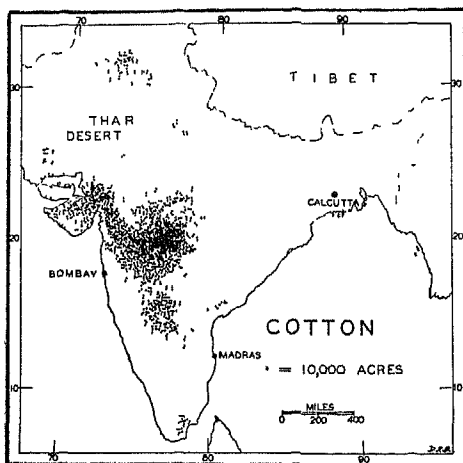 70 80 90
TIBET
30 30
THAR
DESERT
CALCUTTA
20 20
BOMBAY
COTTON
MADRAS
= 10,000 ACRES
10 10
MILES
0 200 400
70 80 90